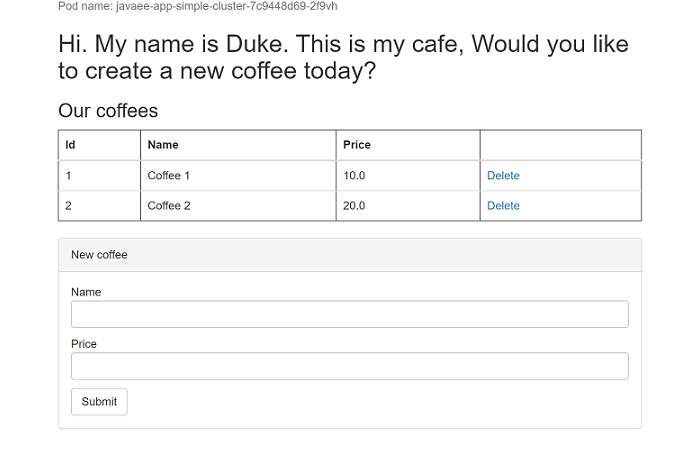 Pod name: javaee-app-simple-cluster-7c9448d69-2f9vh
Hi. My name is Duke. This is my cafe, Would you like
to create a new coffee today?
Our coffees
Id Name Price
1 Coffee 1 10.0 Delete
2 Coffee 2 20.0 Delete
New coffee
Name
Price
Submit